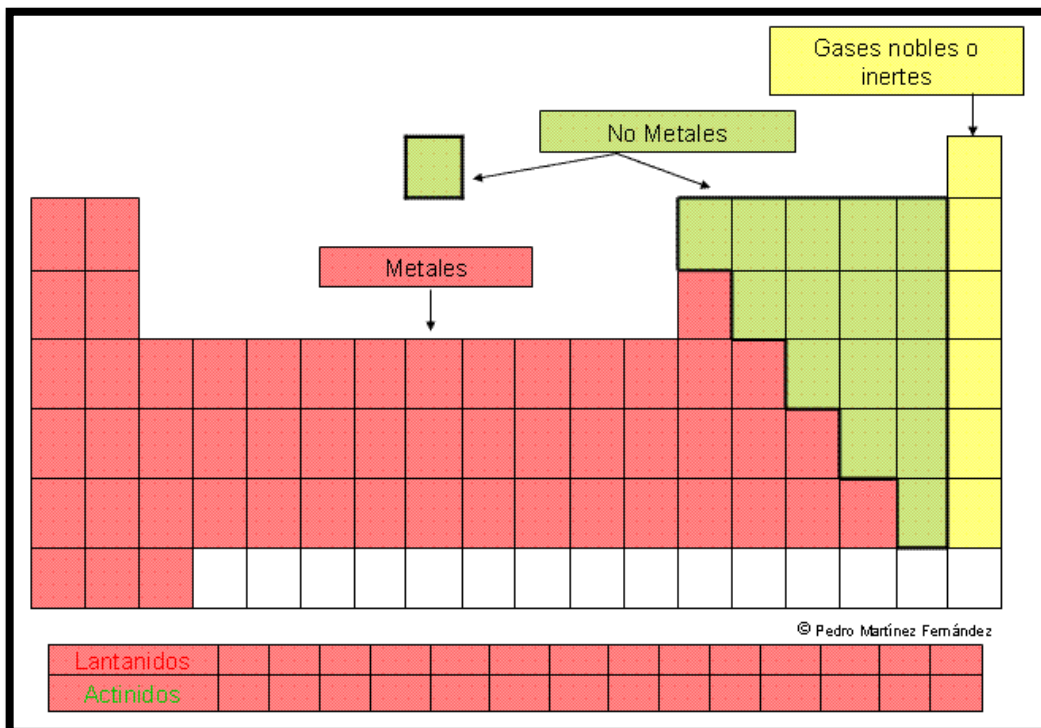 Gases nobles o
inertes
No Metales
Metales
© Pedro Martínez Fernández
Lantanidos
Actinidos